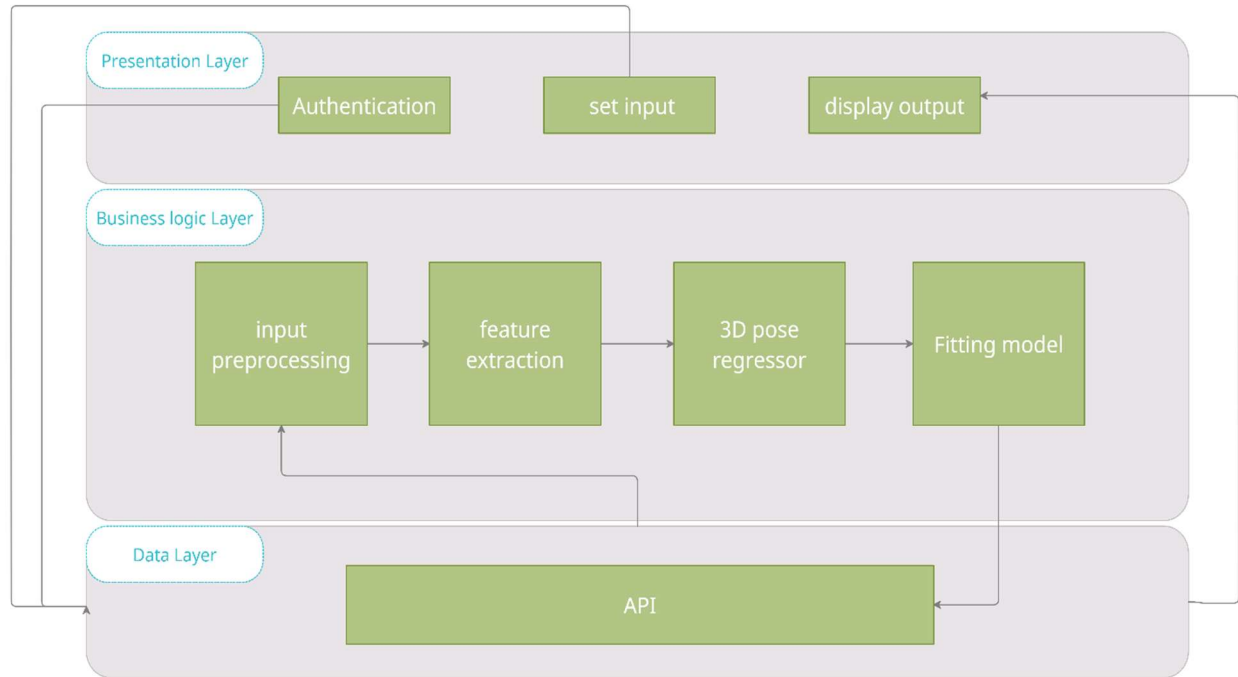 Presentation Layer
Authentication
set input
display output
Business logic Layer
input
preprocessing
feature
extraction
3D pose
regressor
Fitting model
Data Layer
API